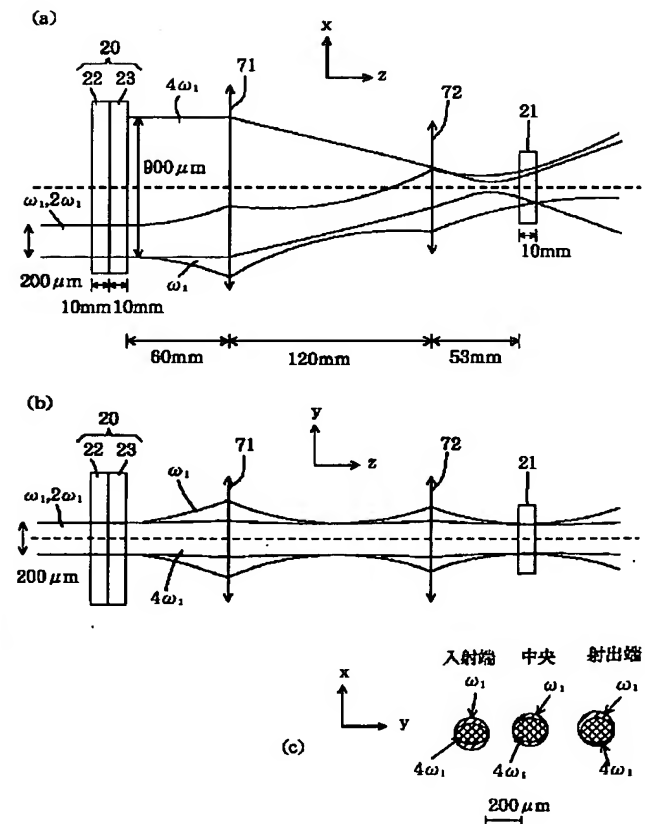 (a)
x
z
20
22 23
71
4ω₁
72
21
900μm
ω₁,2ω₁
200μm
ω₁
10mm 10mm
10mm
60mm
120mm
53mm
(b)
y
z
20
22 23
71
72
21
ω₁
ω₁,2ω₁
200μm
4ω₁
入射端 中央 射出端
x
y
ω₁ ω₁ ω₁
(c)
4ω₁ 4ω₁ 4ω₁
200μm